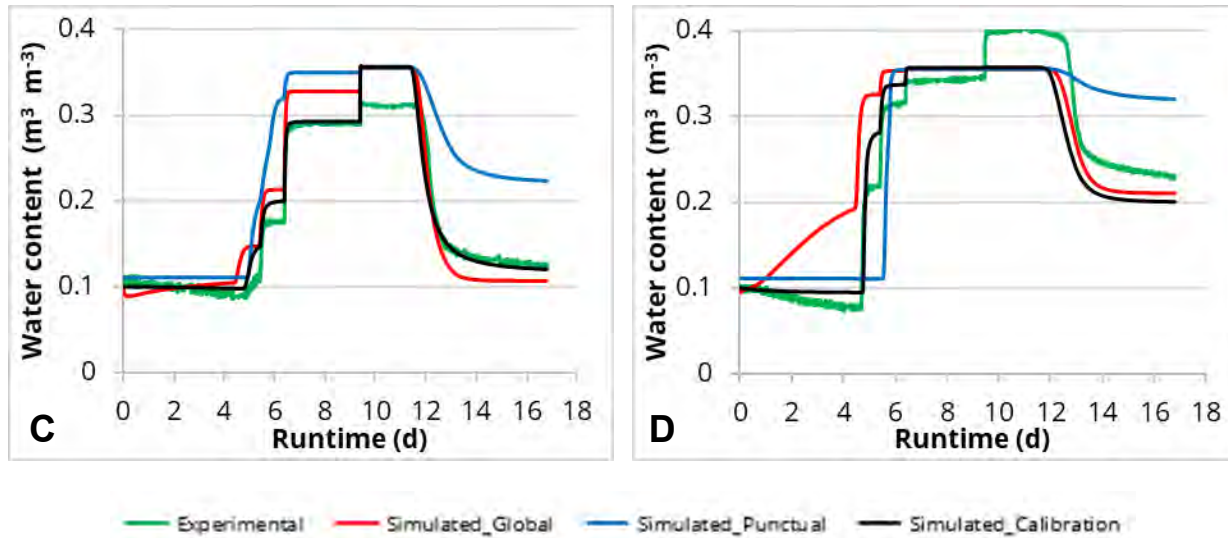 Water content (m³ m⁻³)
0.4
0.3
0.2
0.1
0
0 2 4 6 8 10 12 14 16 18
C
Runtime (d)
Water content (m³ m⁻³)
0.4
0.3
0.2
0.1
0
0 2 4 6 8 10 12 14 16 18
D
Runtime (d)
Experimental Simulated_Global Simulated_Punctual Simulated_Calibration